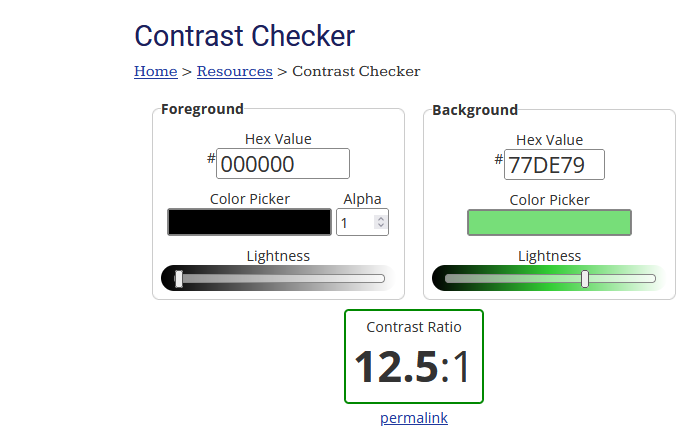 Contrast Checker
Home > Resources > Contrast Checker
Foreground
Hex Value
# 000000
Color Picker Alpha
1
Lightness
Background
Hex Value
# 77DE79
Color Picker
Lightness
Contrast Ratio
12.5:1
permalink